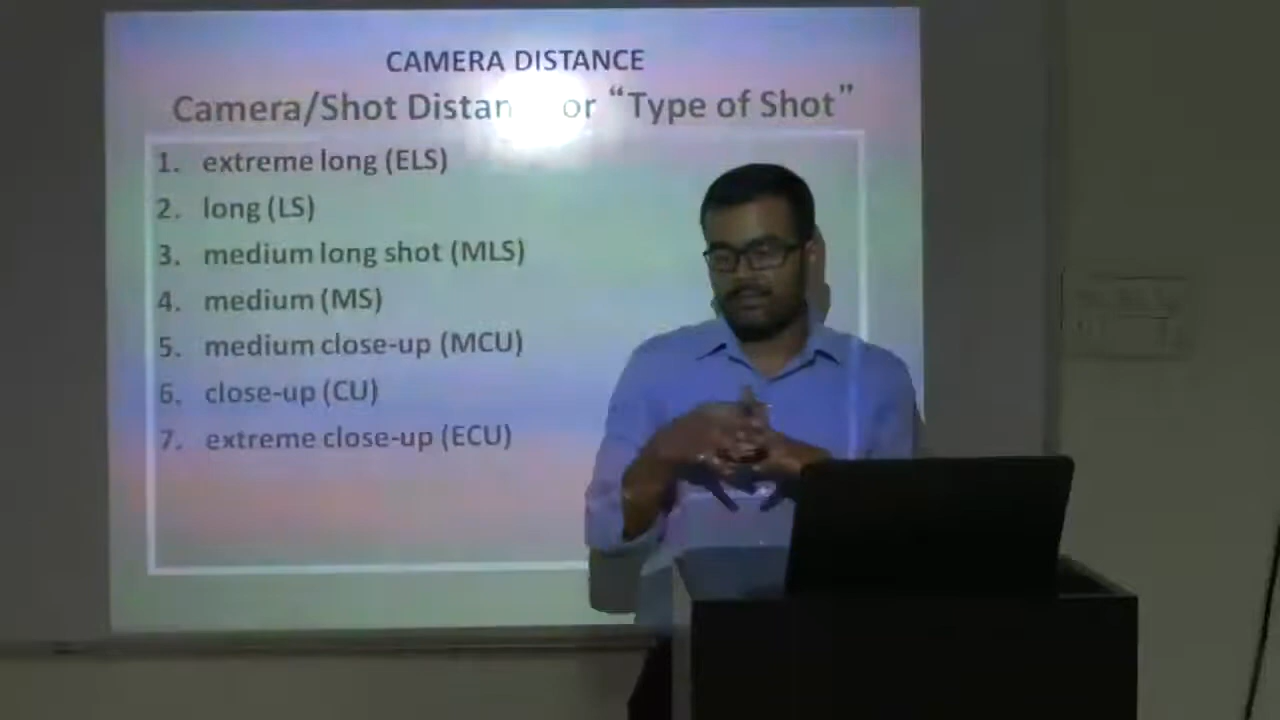 CAMERA DISTANCE
Camera/Shot Distan or “Type of Shot”
1. extreme long (ELS)
2. long (LS)
3. medium long shot (MLS)
4. medium (MS)
5. medium close-up (MCU)
6. close-up (CU)
7. extreme close-up (ECU)